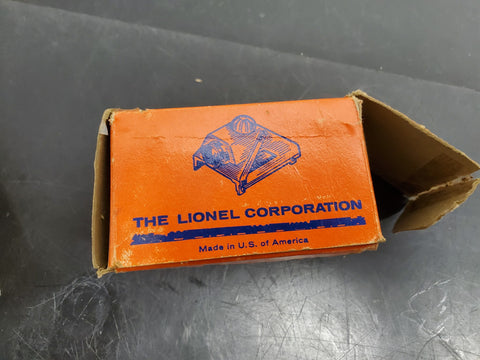 THE LIONEL CORPORATION
Made in U.S. of America